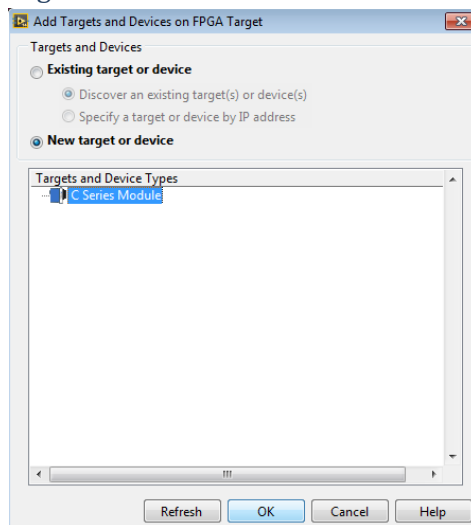 Add Targets and Devices on FPGA Target
Targets and Devices
Existing target or device
Discover an existing target(s) or device(s)
Specify a target or device by IP address
New target or device
Targets and Device Types
C Series Module
Refresh OK Cancel Help